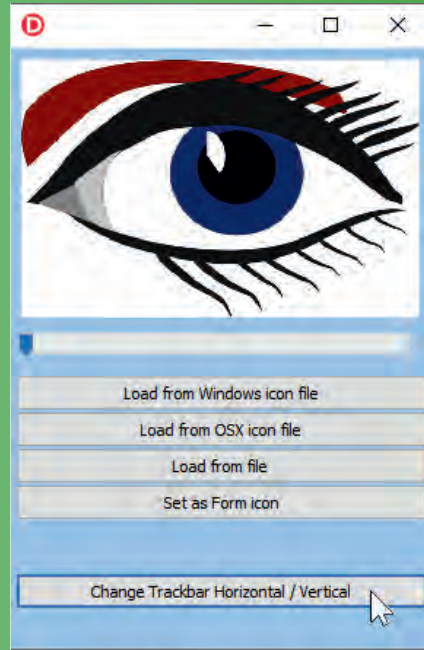 D
Load from Windows icon file
Load from OSX icon file
Load from file
Set as Form icon
Change Trackbar Horizontal / Vertical